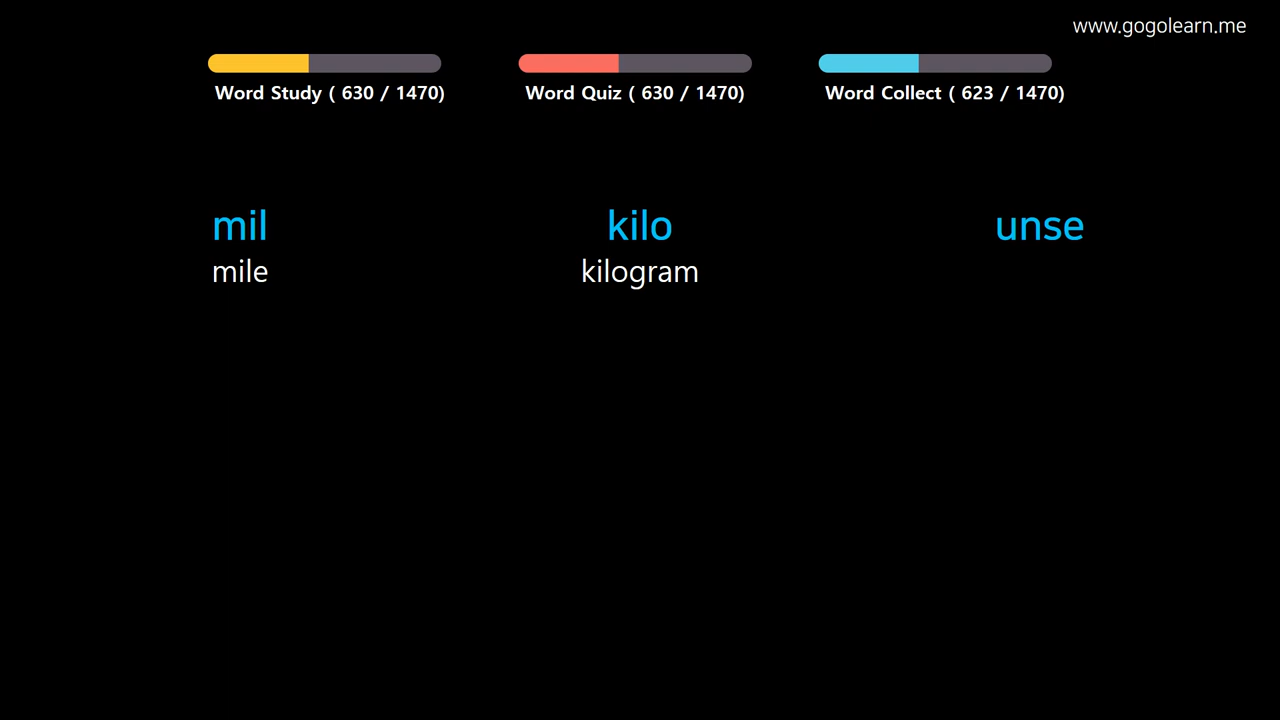 www.gogolearn.me
Word Study ( 630 / 1470)
Word Quiz ( 630 / 1470)
Word Collect ( 623 / 1470)
mil
kilo
unse
mile
kilogram